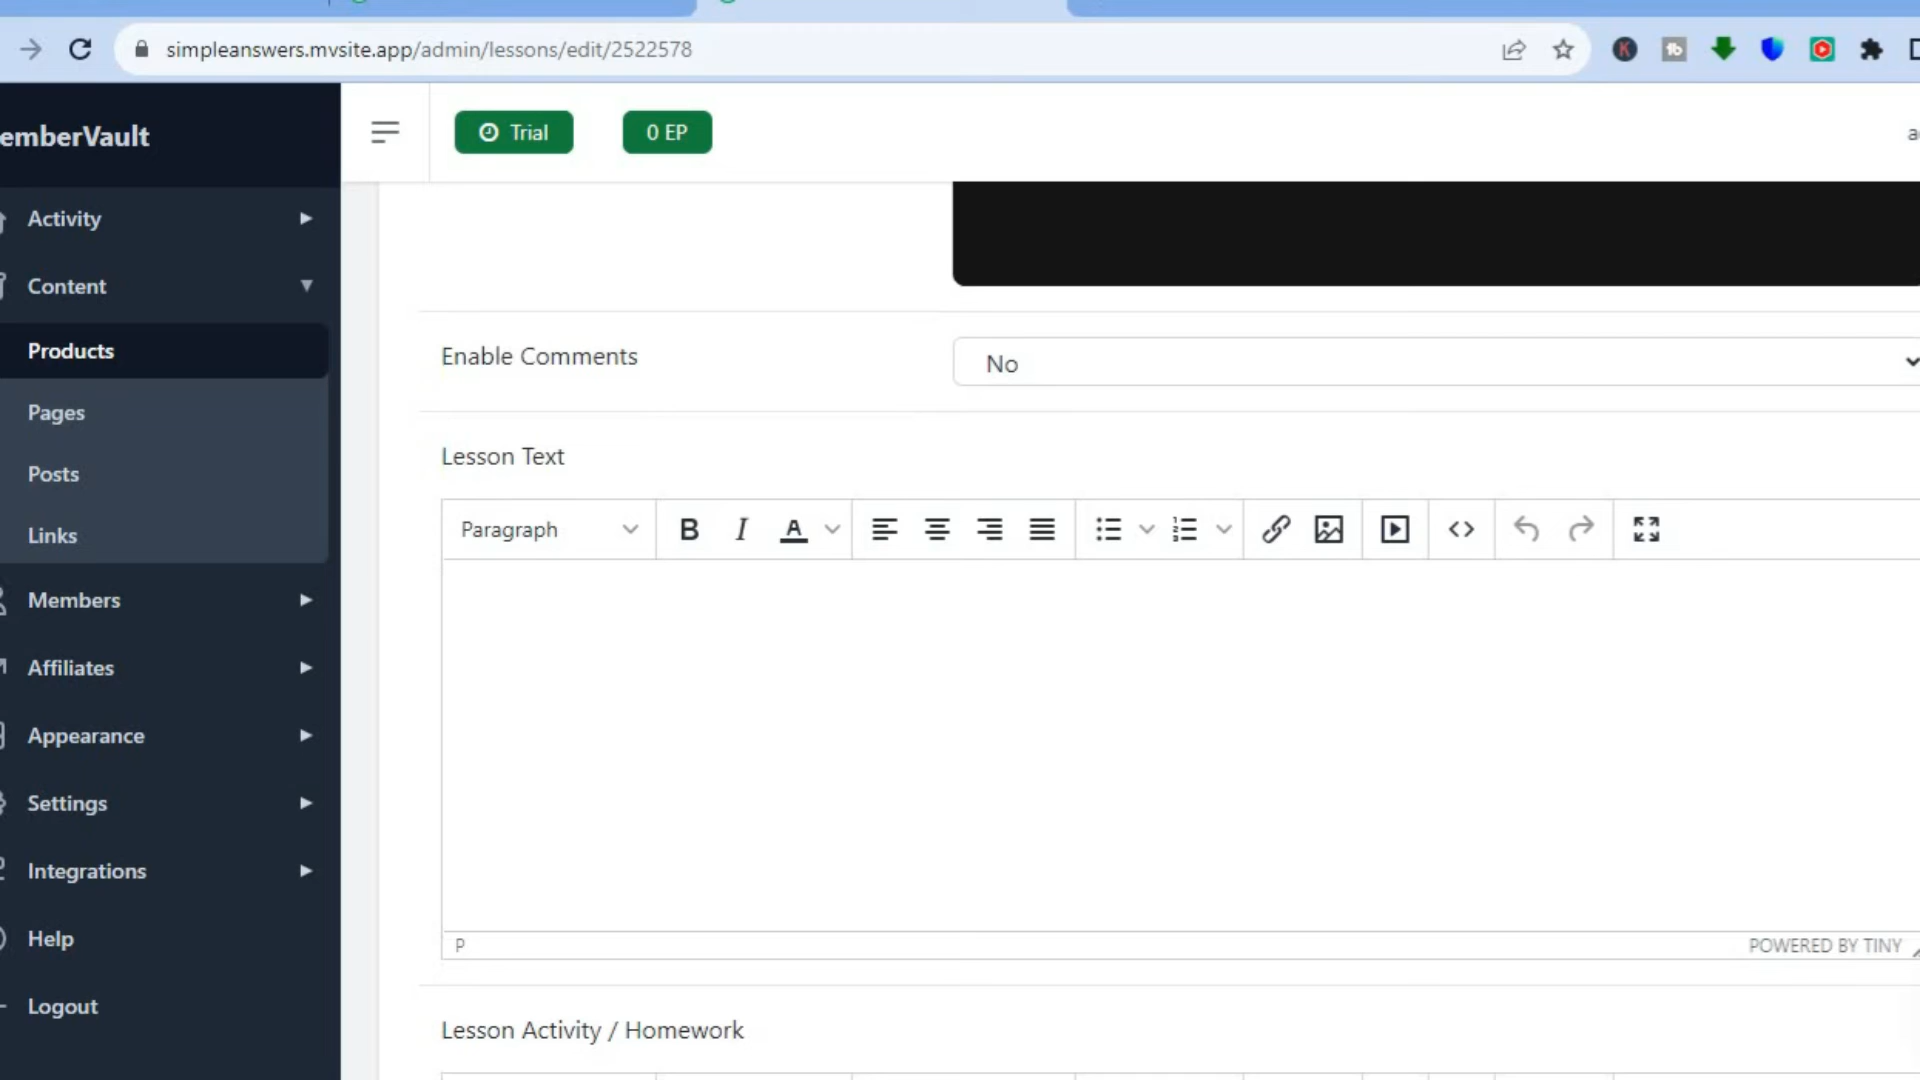 simpleanswers.mvsite.app/admin/lessons/edit/2522578
emberVault
Trial
0 EP
Activity
Content
Products
Pages
Posts
Links
Members
Affiliates
Appearance
Settings
Integrations
Help
Logout
Enable Comments
No
Lesson Text
Paragraph
B
I
A
P
POWERED BY TINY
Lesson Activity / Homework